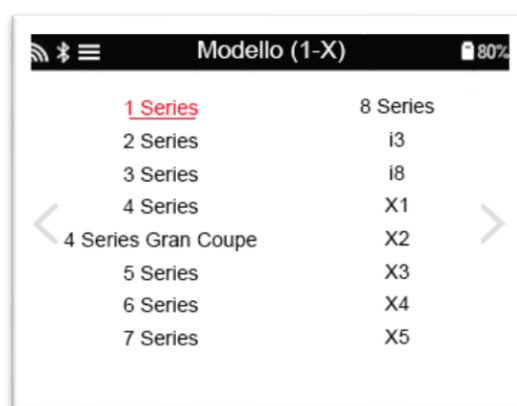 Modello (1-X)
80%
1 Series
2 Series
3 Series
4 Series
4 Series Gran Coupe
5 Series
6 Series
7 Series
8 Series
i3
i8
X1
X2
X3
X4
X5